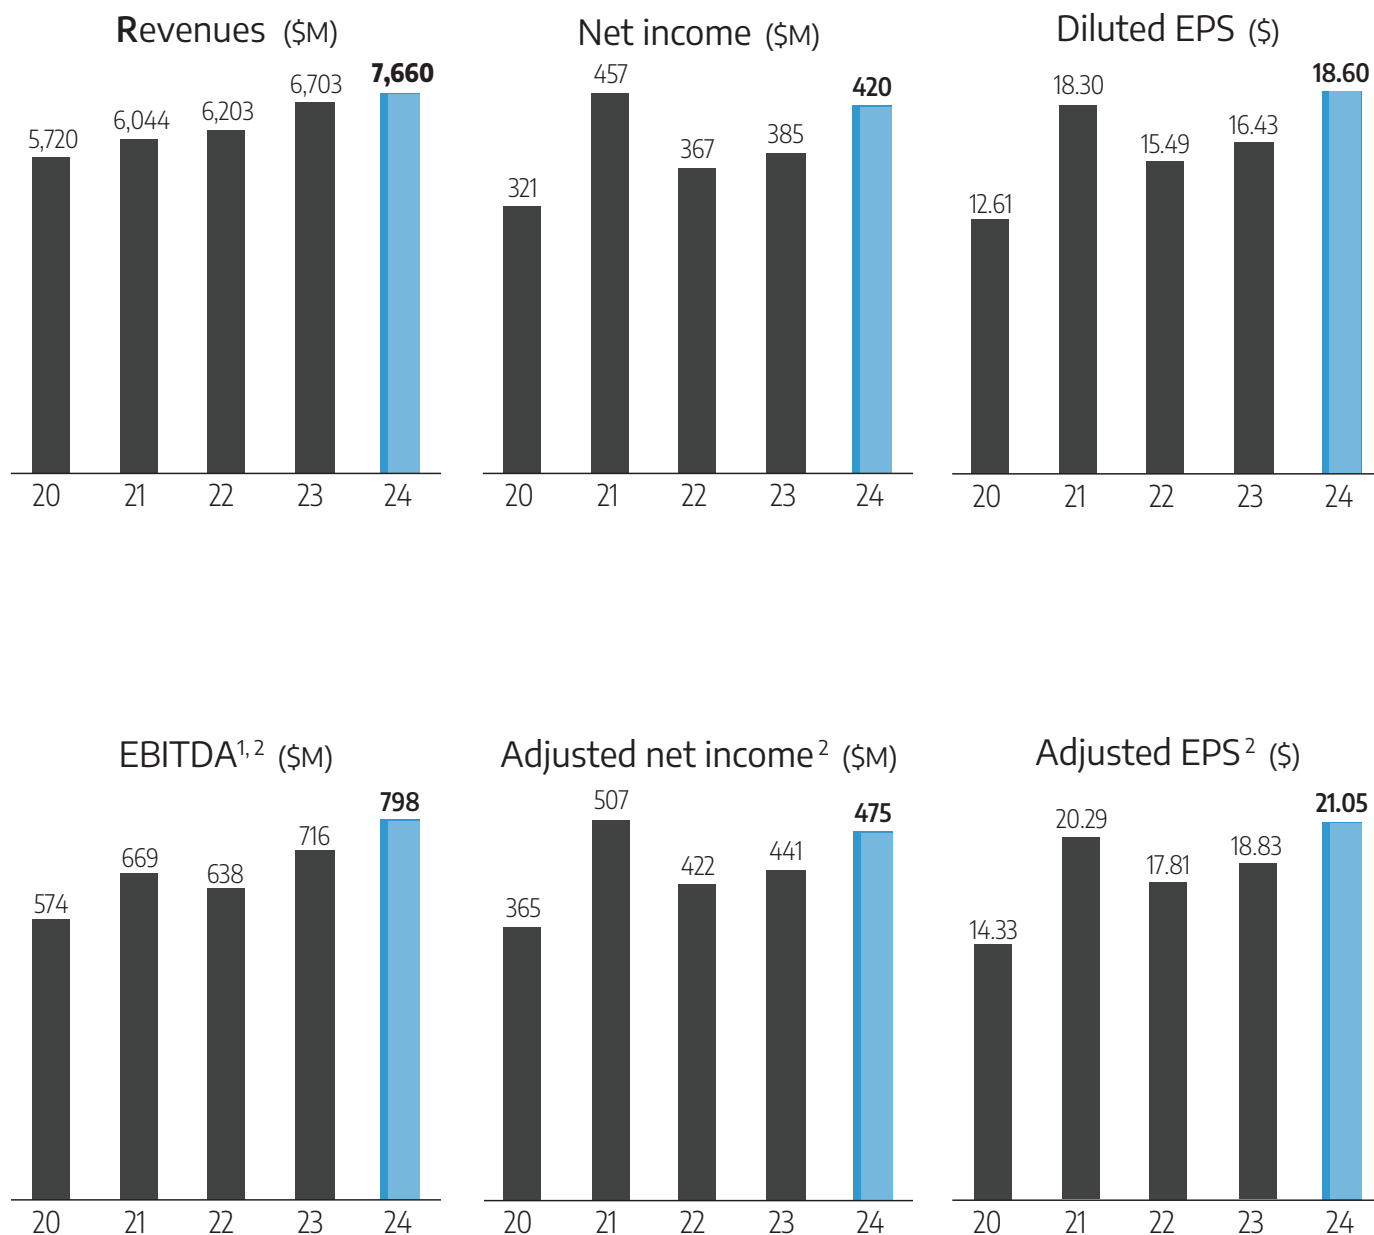 Revenues ($M)
7,660
6,703
6,203
6,044
5,720
20 21 22 23 24
Net income ($M)
457
420
385
367
321
20 21 22 23 24
Diluted EPS ($)
18.60
18.30
16.43
15.49
12.61
20 21 22 23 24
EBITDA1, 2 ($M)
798
716
669
638
574
20 21 22 23 24
Adjusted net income 2 ($M)
507
475
441
422
365
20 21 22 23 24
Adjusted EPS 2 ($)
21.05
20.29
18.83
17.81
14.33
20 21 22 23 24